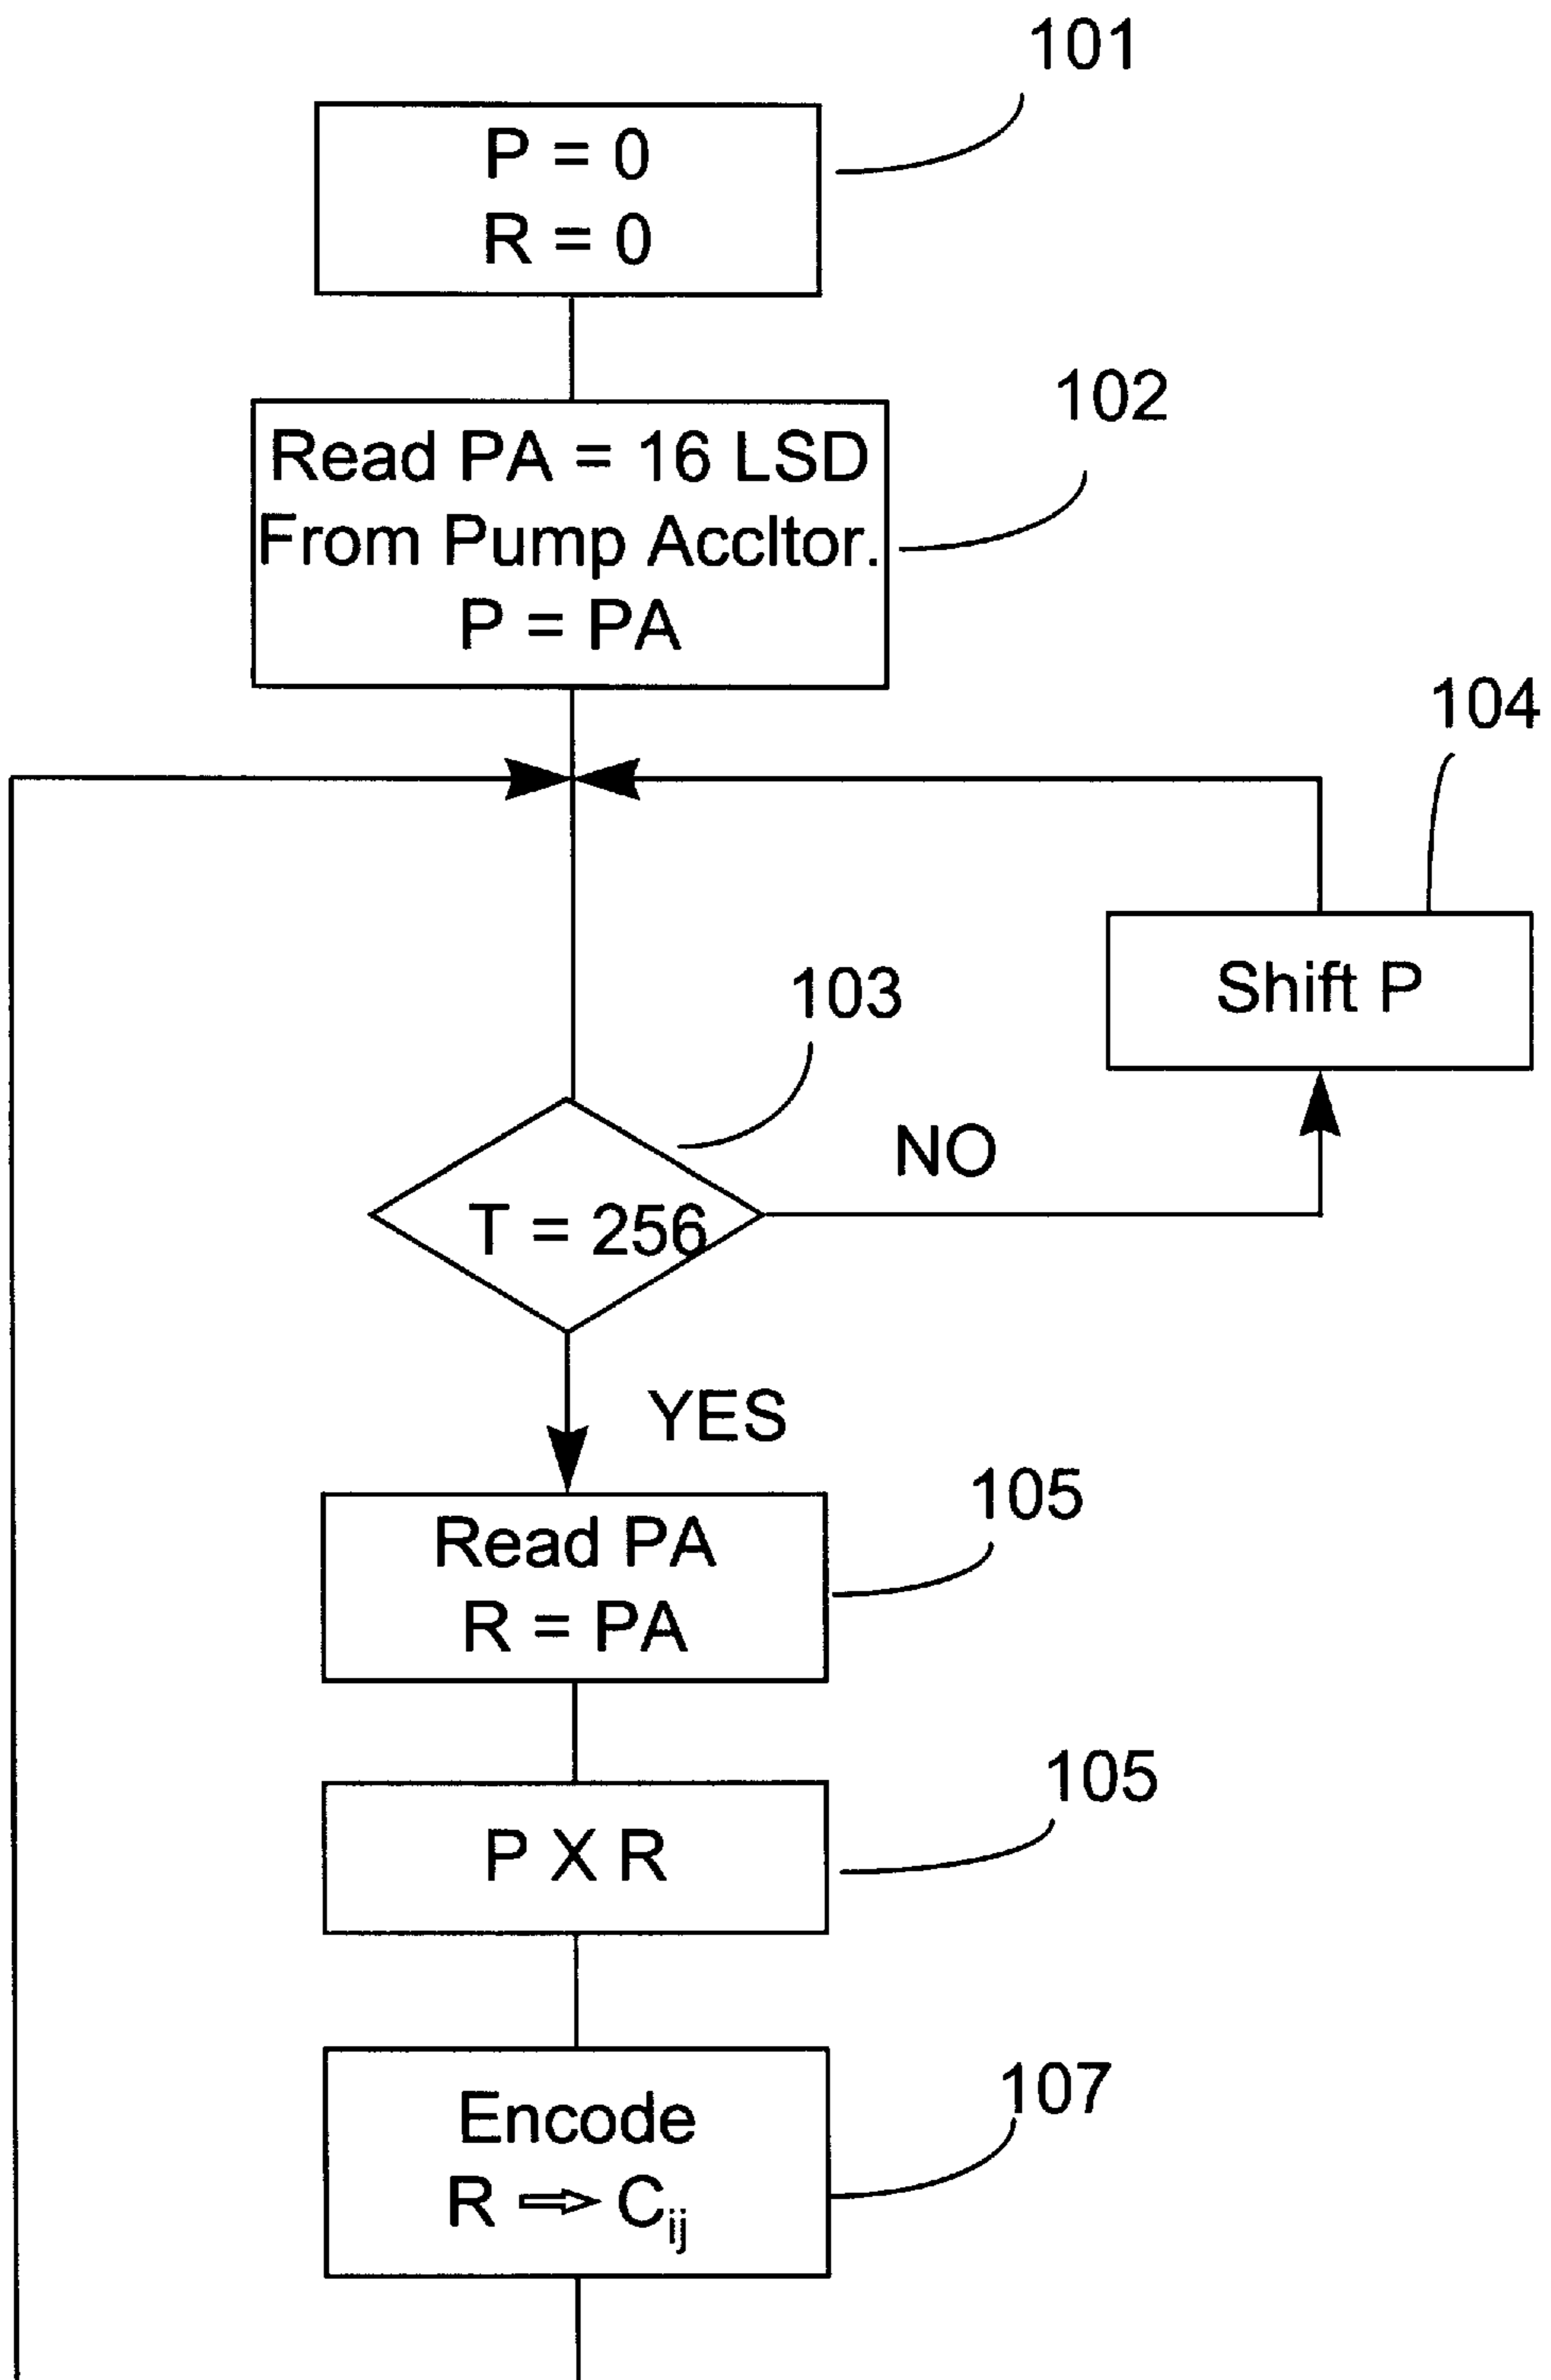 101
P = 0
R = 0
102
Read PA = 16 LSD
From Pump Accltor.
P = PA
104
Shift P
103
NO
T = 256
YES
105
Read PA
R = PA
105
P X R
107
Encode
R ⇨ Cij